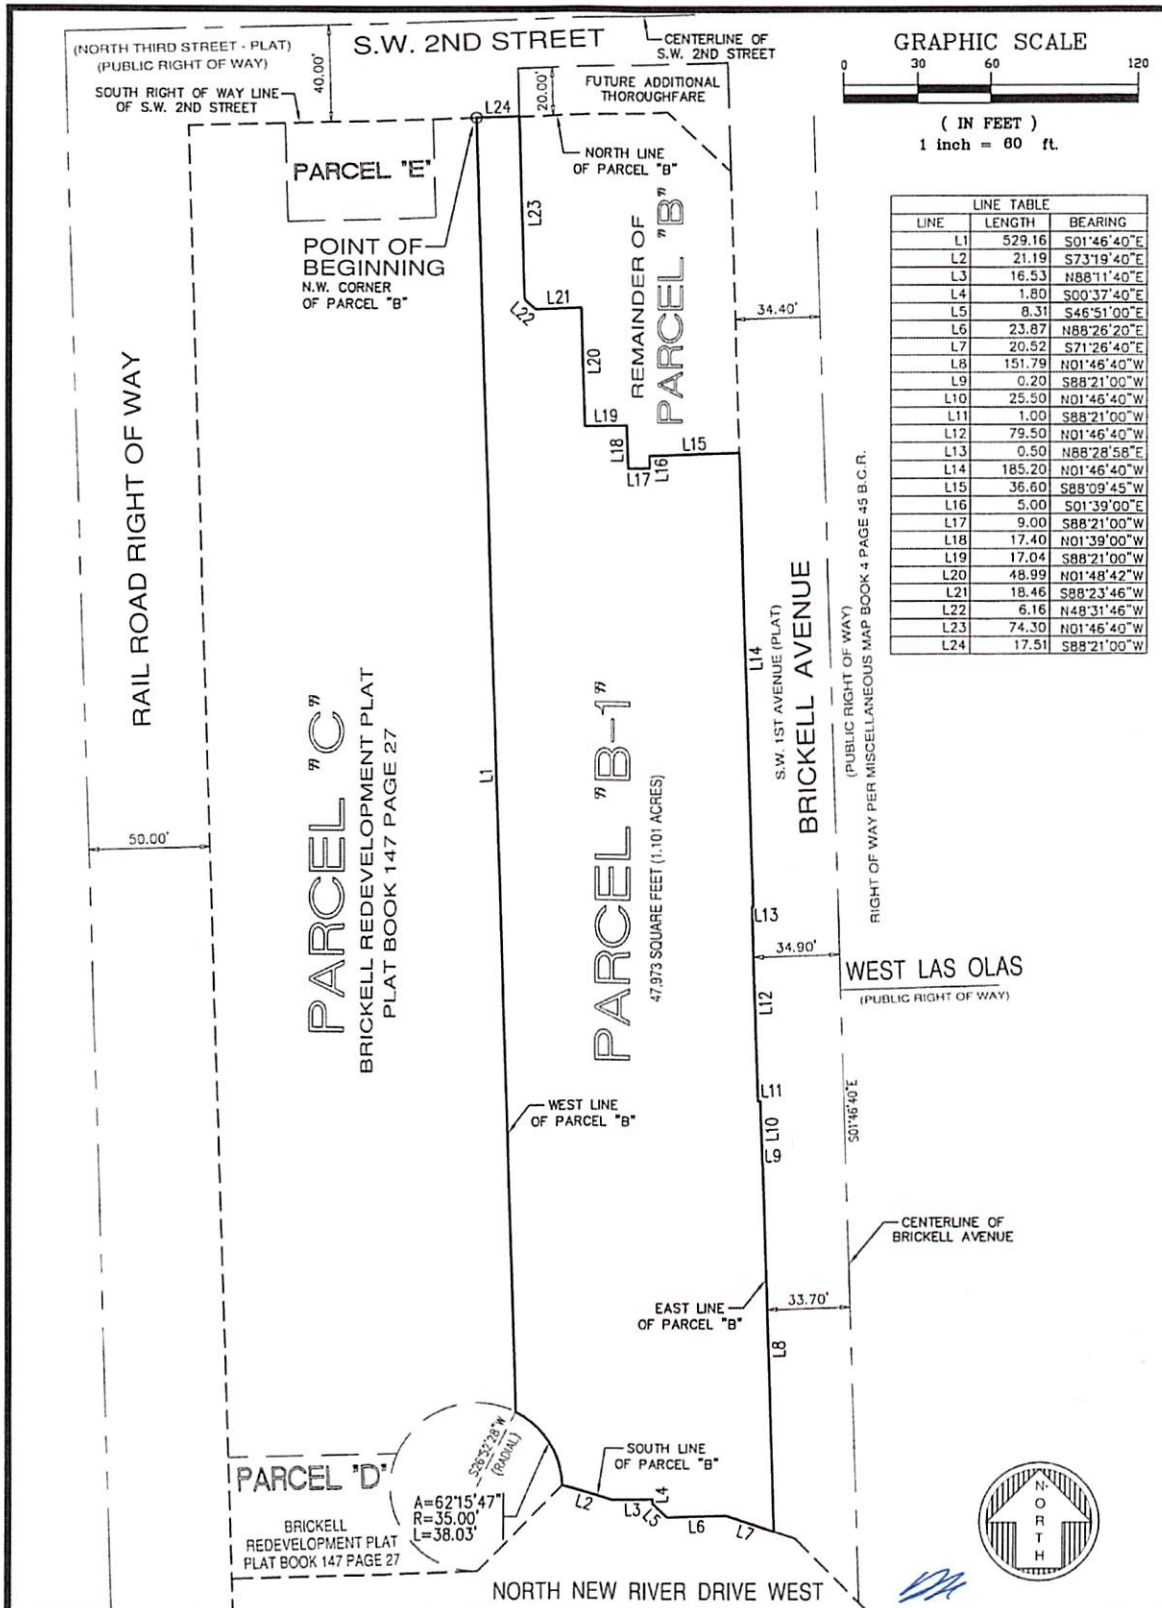 S.W. 2ND STREET
(NORTH THIRD STREET - PLAT)
(PUBLIC RIGHT OF WAY)
SOUTH RIGHT OF WAY LINE
OF S.W. 2ND STREET
40.00'
CENTERLINE OF
S.W. 2ND STREET
20.00'
FUTURE ADDITIONAL
THOROUGHFARE
L24
NORTH LINE
OF PARCEL "B"
GRAPHIC SCALE
0 30 60 120
( IN FEET )
1 inch = 60 ft.
LINE TABLE
LINE LENGTH BEARING
L1 529.16 S01°46'40"E
L2 21.19 S73°19'40"E
L3 16.53 N88°11'40"E
L4 1.80 S00°37'40"E
L5 8.31 S46°51'00"E
L6 23.87 N88°26'20"E
L7 20.52 S71°26'40"E
L8 151.79 N01°46'40"W
L9 0.20 S88°21'00"W
L10 25.50 N01°46'40"W
L11 1.00 S88°21'00"W
L12 79.50 N01°46'40"W
L13 0.50 N88°28'58"E
L14 185.20 N01°46'40"W
L15 36.60 S88°09'45"W
L16 5.00 S01°39'00"E
L17 9.00 S88°21'00"W
L18 17.40 N01°39'00"W
L19 17.04 S88°21'00"W
L20 48.99 N01°48'42"W
L21 18.46 S88°23'46"W
L22 6.16 N48°31'46"W
L23 74.30 N01°46'40"W
L24 17.51 S88°21'00"W
PARCEL "E"
POINT OF
BEGINNING
N.W. CORNER
OF PARCEL "B"
L23
L22
L21
L20
L19
L18
L17
L16
L15
REMAINDER OF
PARCEL "B"
34.40'
RAIL ROAD RIGHT OF WAY
50.00'
PARCEL "C"
BRICKELL REDEVELOPMENT PLAT
PLAT BOOK 147 PAGE 27
L1
PARCEL "B-1"
47,973 SQUARE FEET (1.101 ACRES)
L14
S.W. 1ST AVENUE (PLAT)
BRICKELL AVENUE
(PUBLIC RIGHT OF WAY)
RIGHT OF WAY PER MISCELLANEOUS MAP BOOK 4 PAGE 45 B.C.R.
L13
34.90'
WEST LAS OLAS
(PUBLIC RIGHT OF WAY)
L12
L11
L10
L9
S01°46'40"E
WEST LINE
OF PARCEL "B"
CENTERLINE OF
BRICKELL AVENUE
EAST LINE
OF PARCEL "B"
33.70'
L8
S26°52'28"W
(RADIAL)
SOUTH LINE
OF PARCEL "B"
PARCEL "D"
BRICKELL
REDEVELOPMENT PLAT
PLAT BOOK 147 PAGE 27
A=62°15'47"
R=35.00'
L=38.03'
L2
L3
L4
L5
L6
L7
NORTH
NORTH NEW RIVER DRIVE WEST